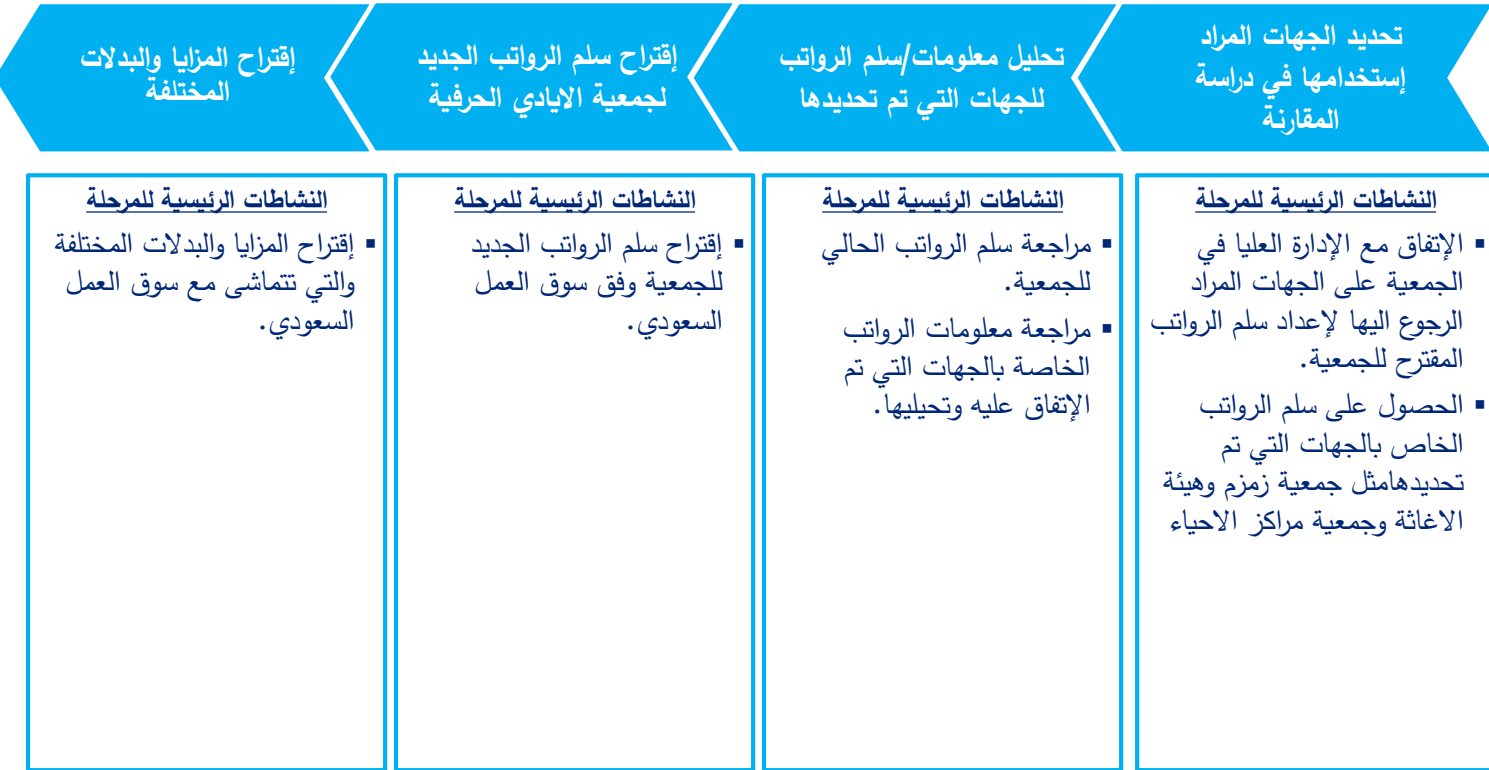 تحديد الجهات المراد
إستخدامها في دراسة
المقارنة
تحليل معلومات/سلم الرواتب
للجهات التي تم تحديدها
إقتراح سلم الرواتب الجديد
لجمعية الايادي الحرفية
إقتراح المزايا والبدلات
المختلفة
النشاطات الرئيسية للمرحلة
▪ الإتفاق مع الإدارة العليا في
الجمعية على الجهات المراد
الرجوع اليها لإعداد سلم الرواتب
المقترح للجمعية.
▪ الحصول على سلم الرواتب
الخاص بالجهات التي تم
تحديدهامثل جمعية زمزم وهيئة
الاغاثة وجمعية مراكز الاحياء
النشاطات الرئيسية للمرحلة
▪ مراجعة سلم الرواتب الحالي
للجمعية.
▪ مراجعة معلومات الرواتب
الخاصة بالجهات التي تم
الإتفاق عليه وتحيليها.
النشاطات الرئيسية للمرحلة
▪ إقتراح سلم الرواتب الجديد
للجمعية وفق سوق العمل
السعودي.
النشاطات الرئيسية للمرحلة
▪ إقتراح المزايا والبدلات المختلفة
والتي تتماشى مع سوق العمل
السعودي.